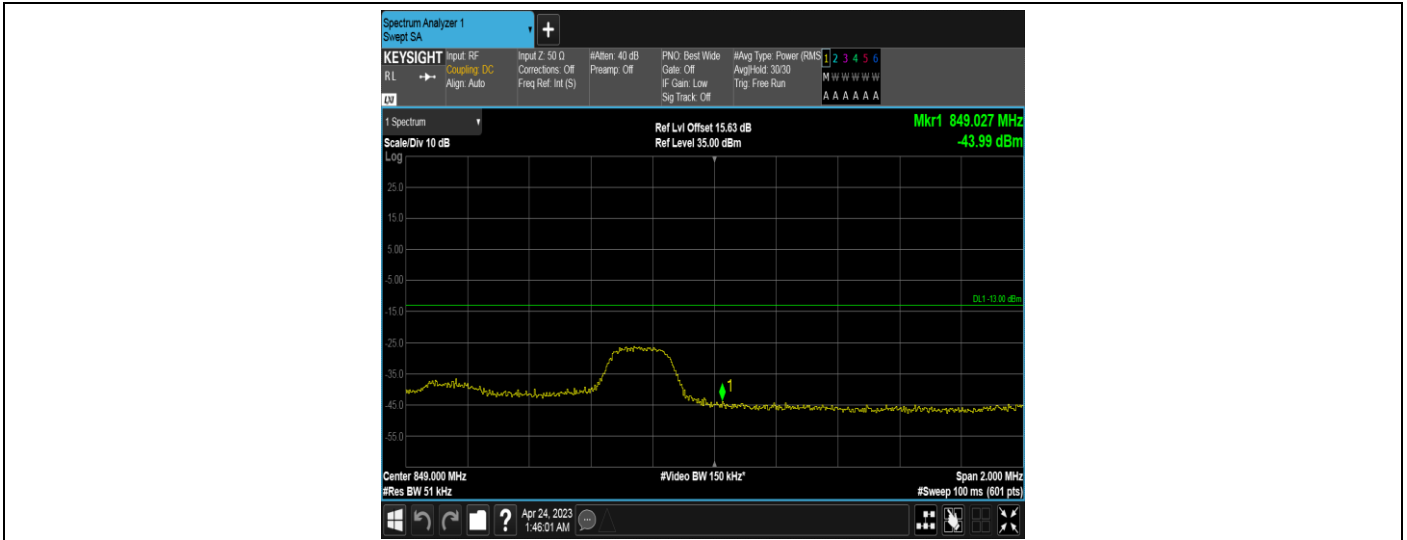 Spectrum Analyzer 1
Swept SA
+
KEYSIGHT Input: RF Input Z: 50 Ω #Atten: 40 dB PNO: Best Wide #Avg Type: Power (RMS 1 2 3 4 5 6
RL Coupling: DC Corrections: Off Preamp: Off Gate: Off Avg|Hold: 30/30 M W W W W W
Align: Auto Freq Ref: Int (S) IF Gain: Low Trig: Free Run
LXI Sig Track: Off A A A A A A
1 Spectrum Ref Lvl Offset 15.63 dB Mkr1 849.027 MHz
Scale/Div 10 dB Ref Level 35.00 dBm -43.99 dBm
Log
25.0
15.0
5.00
-5.00
DL1 -13.00 dBm
-15.0
-25.0
-35.0
1
-45.0
-55.0
Center 849.000 MHz #Video BW 150 kHz* Span 2.000 MHz
#Res BW 51 kHz #Sweep 100 ms (601 pts)
? Apr 24, 2023
1:46:01 AM